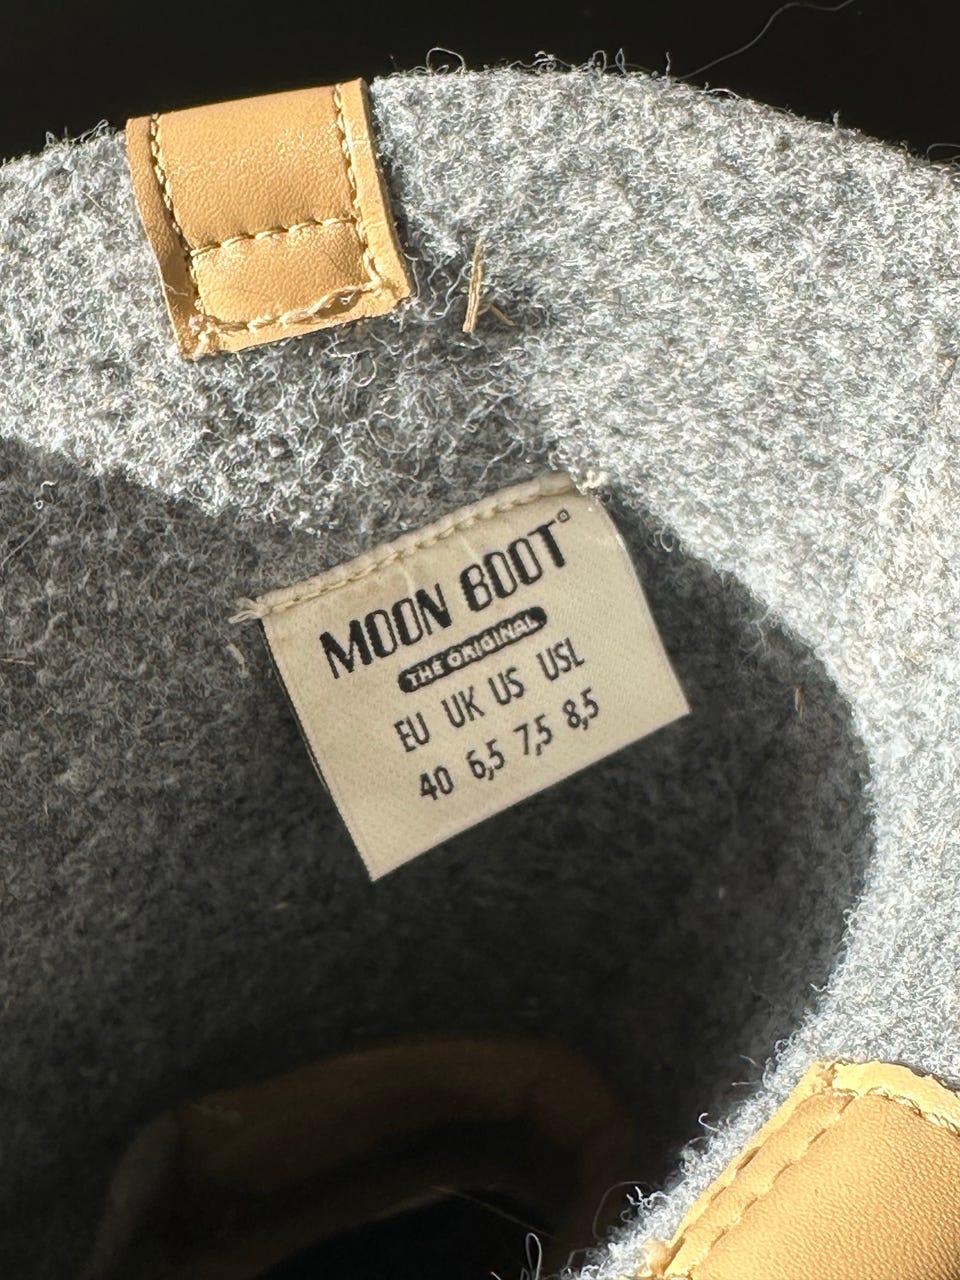 MOON BOOT®
THE ORIGINAL
EU UK US USL
40 6,5 7,5 8,5